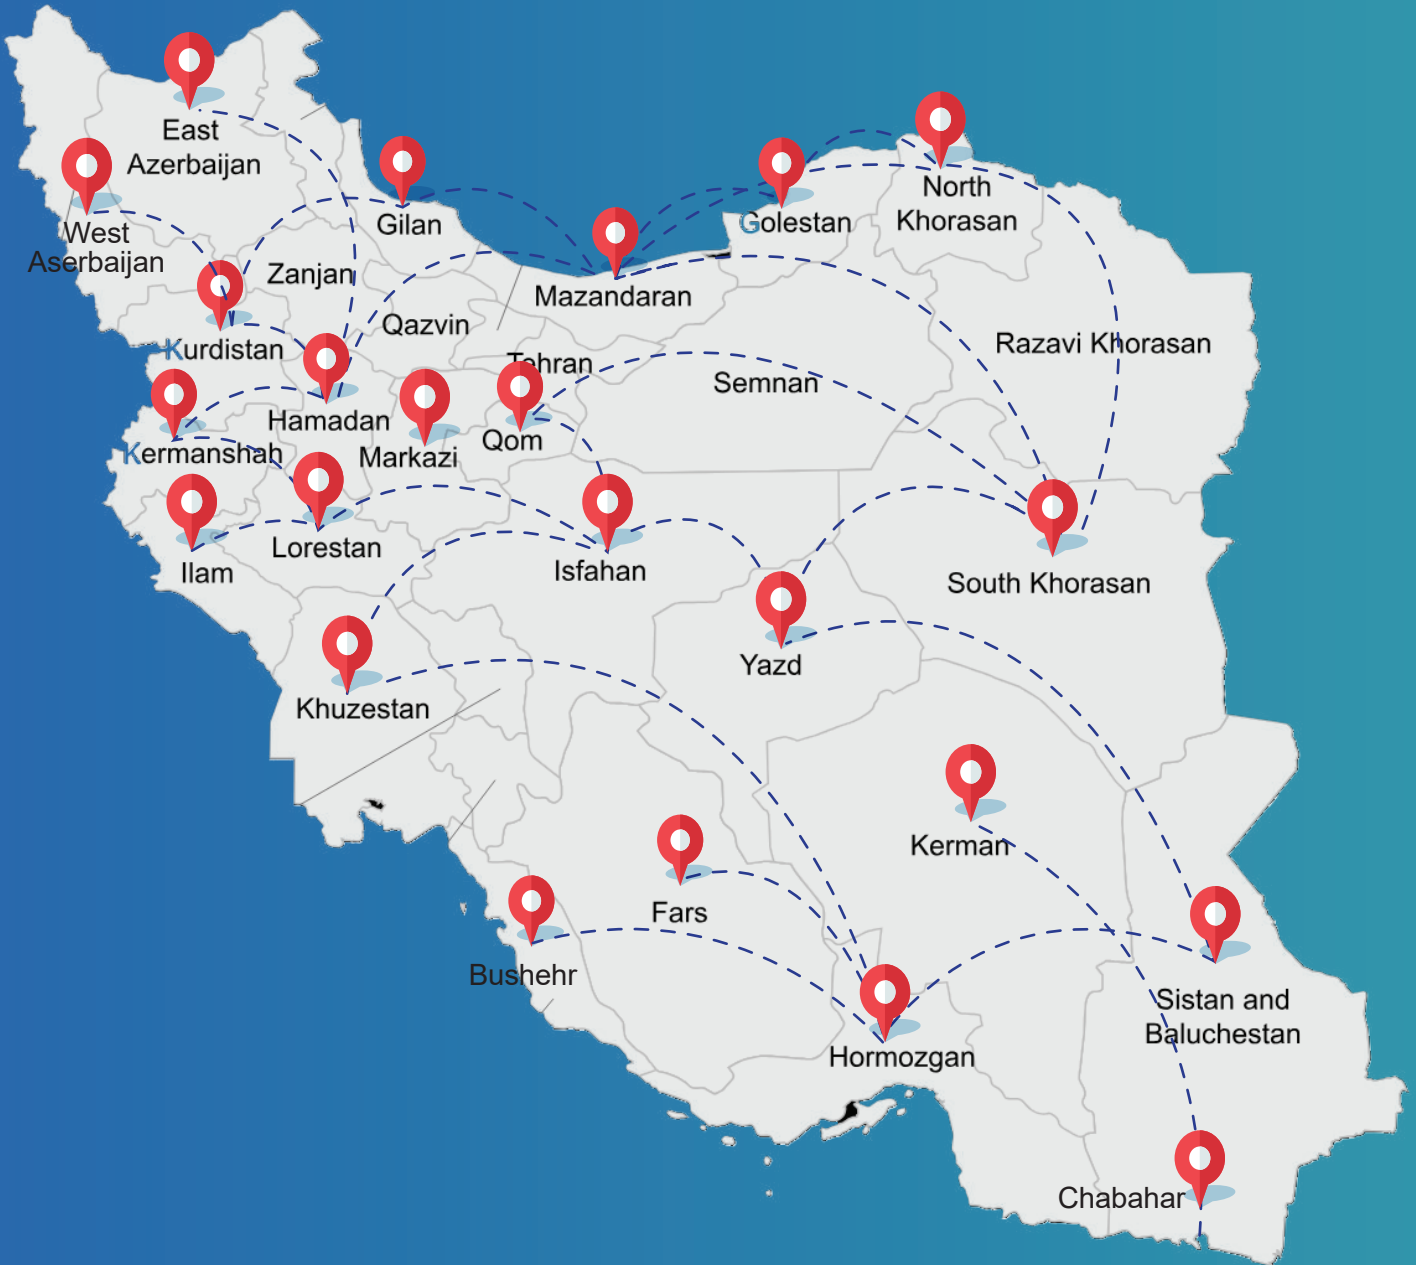 East
Azerbaijan
West
Aserbaijan
Gilan
Golestan
North
Khorasan
Zanjan
Mazandaran
Qazvin
Kurdistan
Razavi Khorasan
Tehran
Semnan
Hamadan
Qom
Kermanshah
Markazi
Lorestan
Ilam
Isfahan
South Khorasan
Yazd
Khuzestan
Kerman
Fars
Bushehr
Sistan and
Baluchestan
Hormozgan
Chabahar